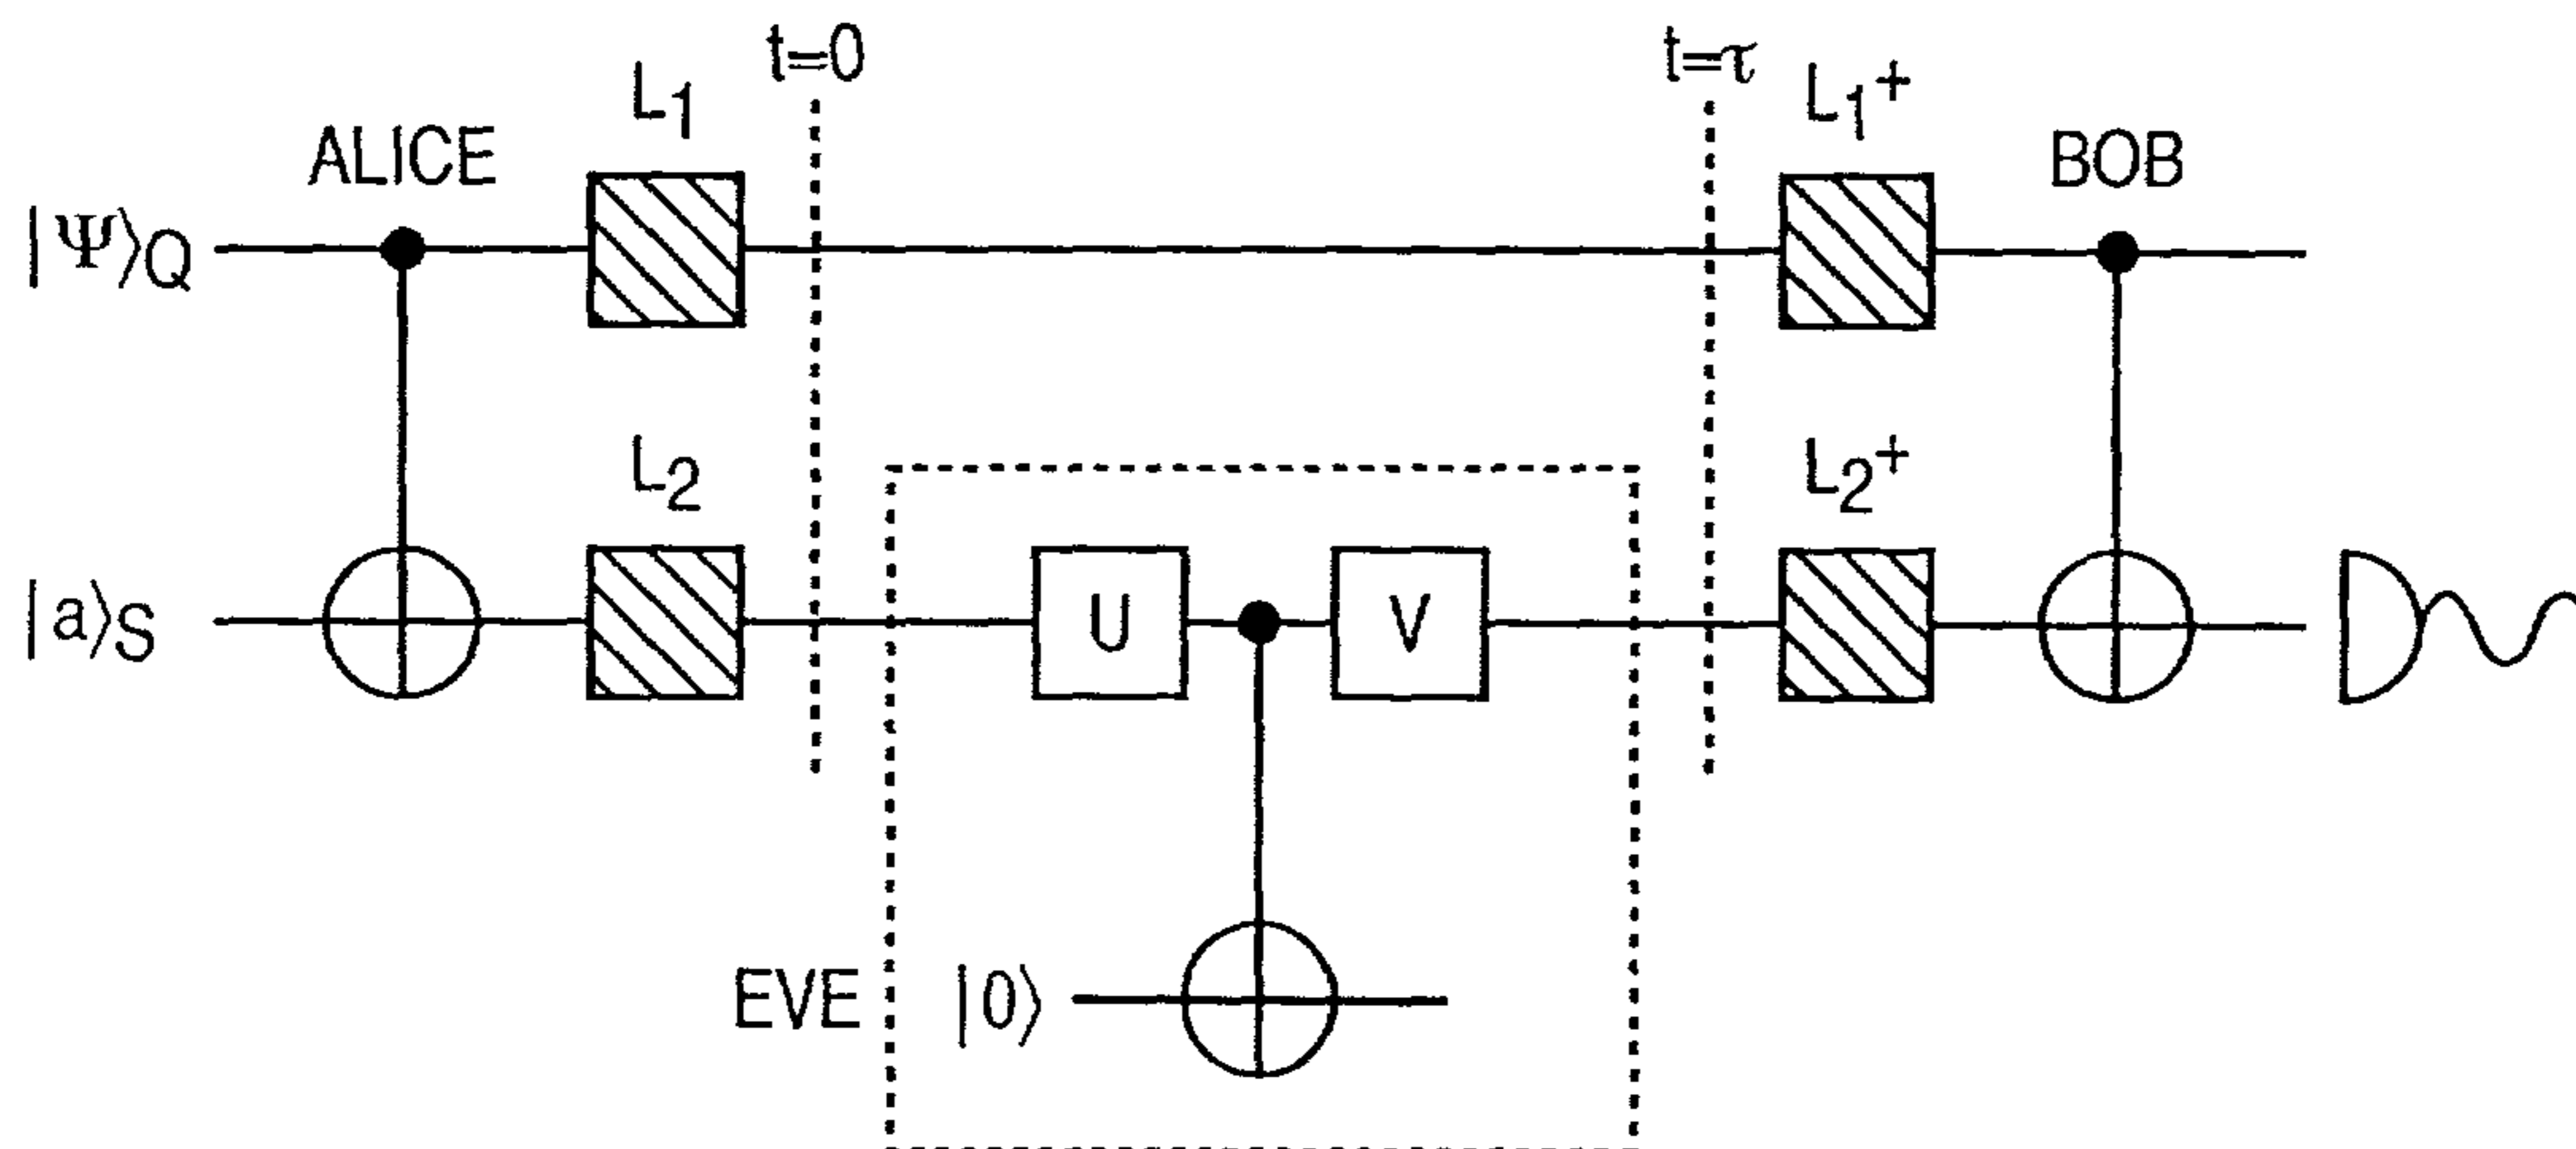 t=0
t=τ
L1
L1+
ALICE
BOB
|Ψ⟩Q
L2
L2+
|a⟩S
U
V
EVE
|0⟩